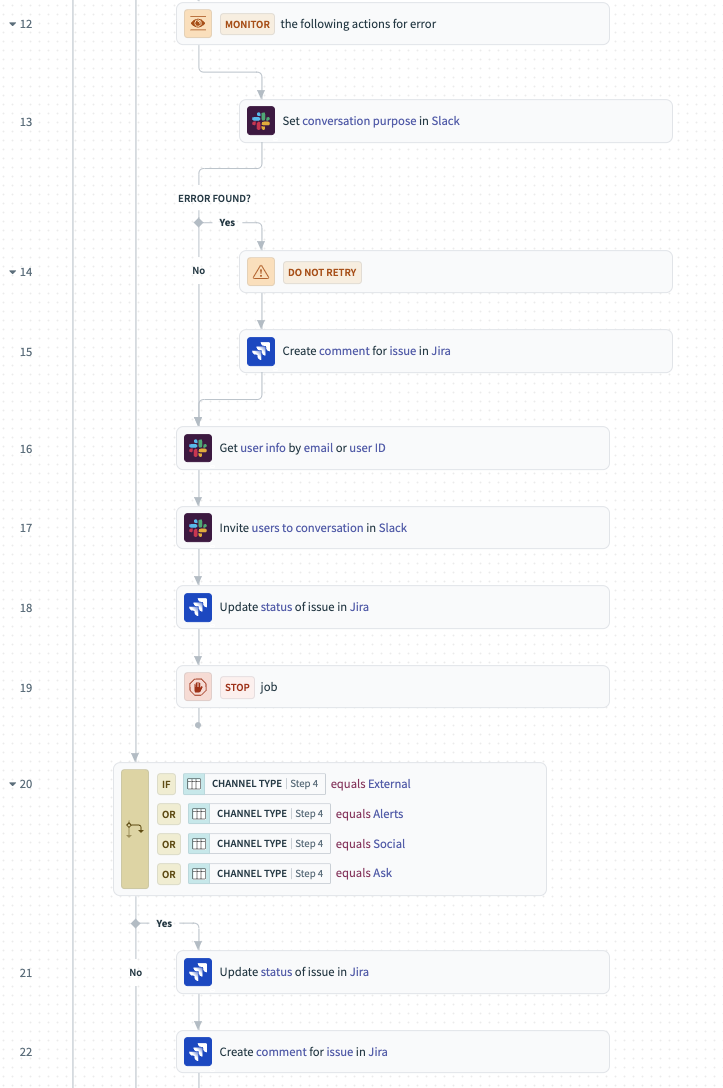 12 MONITOR the following actions for error
13 Set conversation purpose in Slack
ERROR FOUND?
Yes
No
14 DO NOT RETRY
15 Create comment for issue in Jira
16 Get user info by email or user ID
17 Invite users to conversation in Slack
18 Update status of issue in Jira
19 STOP job
20 IF CHANNEL TYPE Step 4 equals External
OR CHANNEL TYPE Step 4 equals Alerts
OR CHANNEL TYPE Step 4 equals Social
OR CHANNEL TYPE Step 4 equals Ask
Yes
21 No Update status of issue in Jira
22 Create comment for issue in Jira